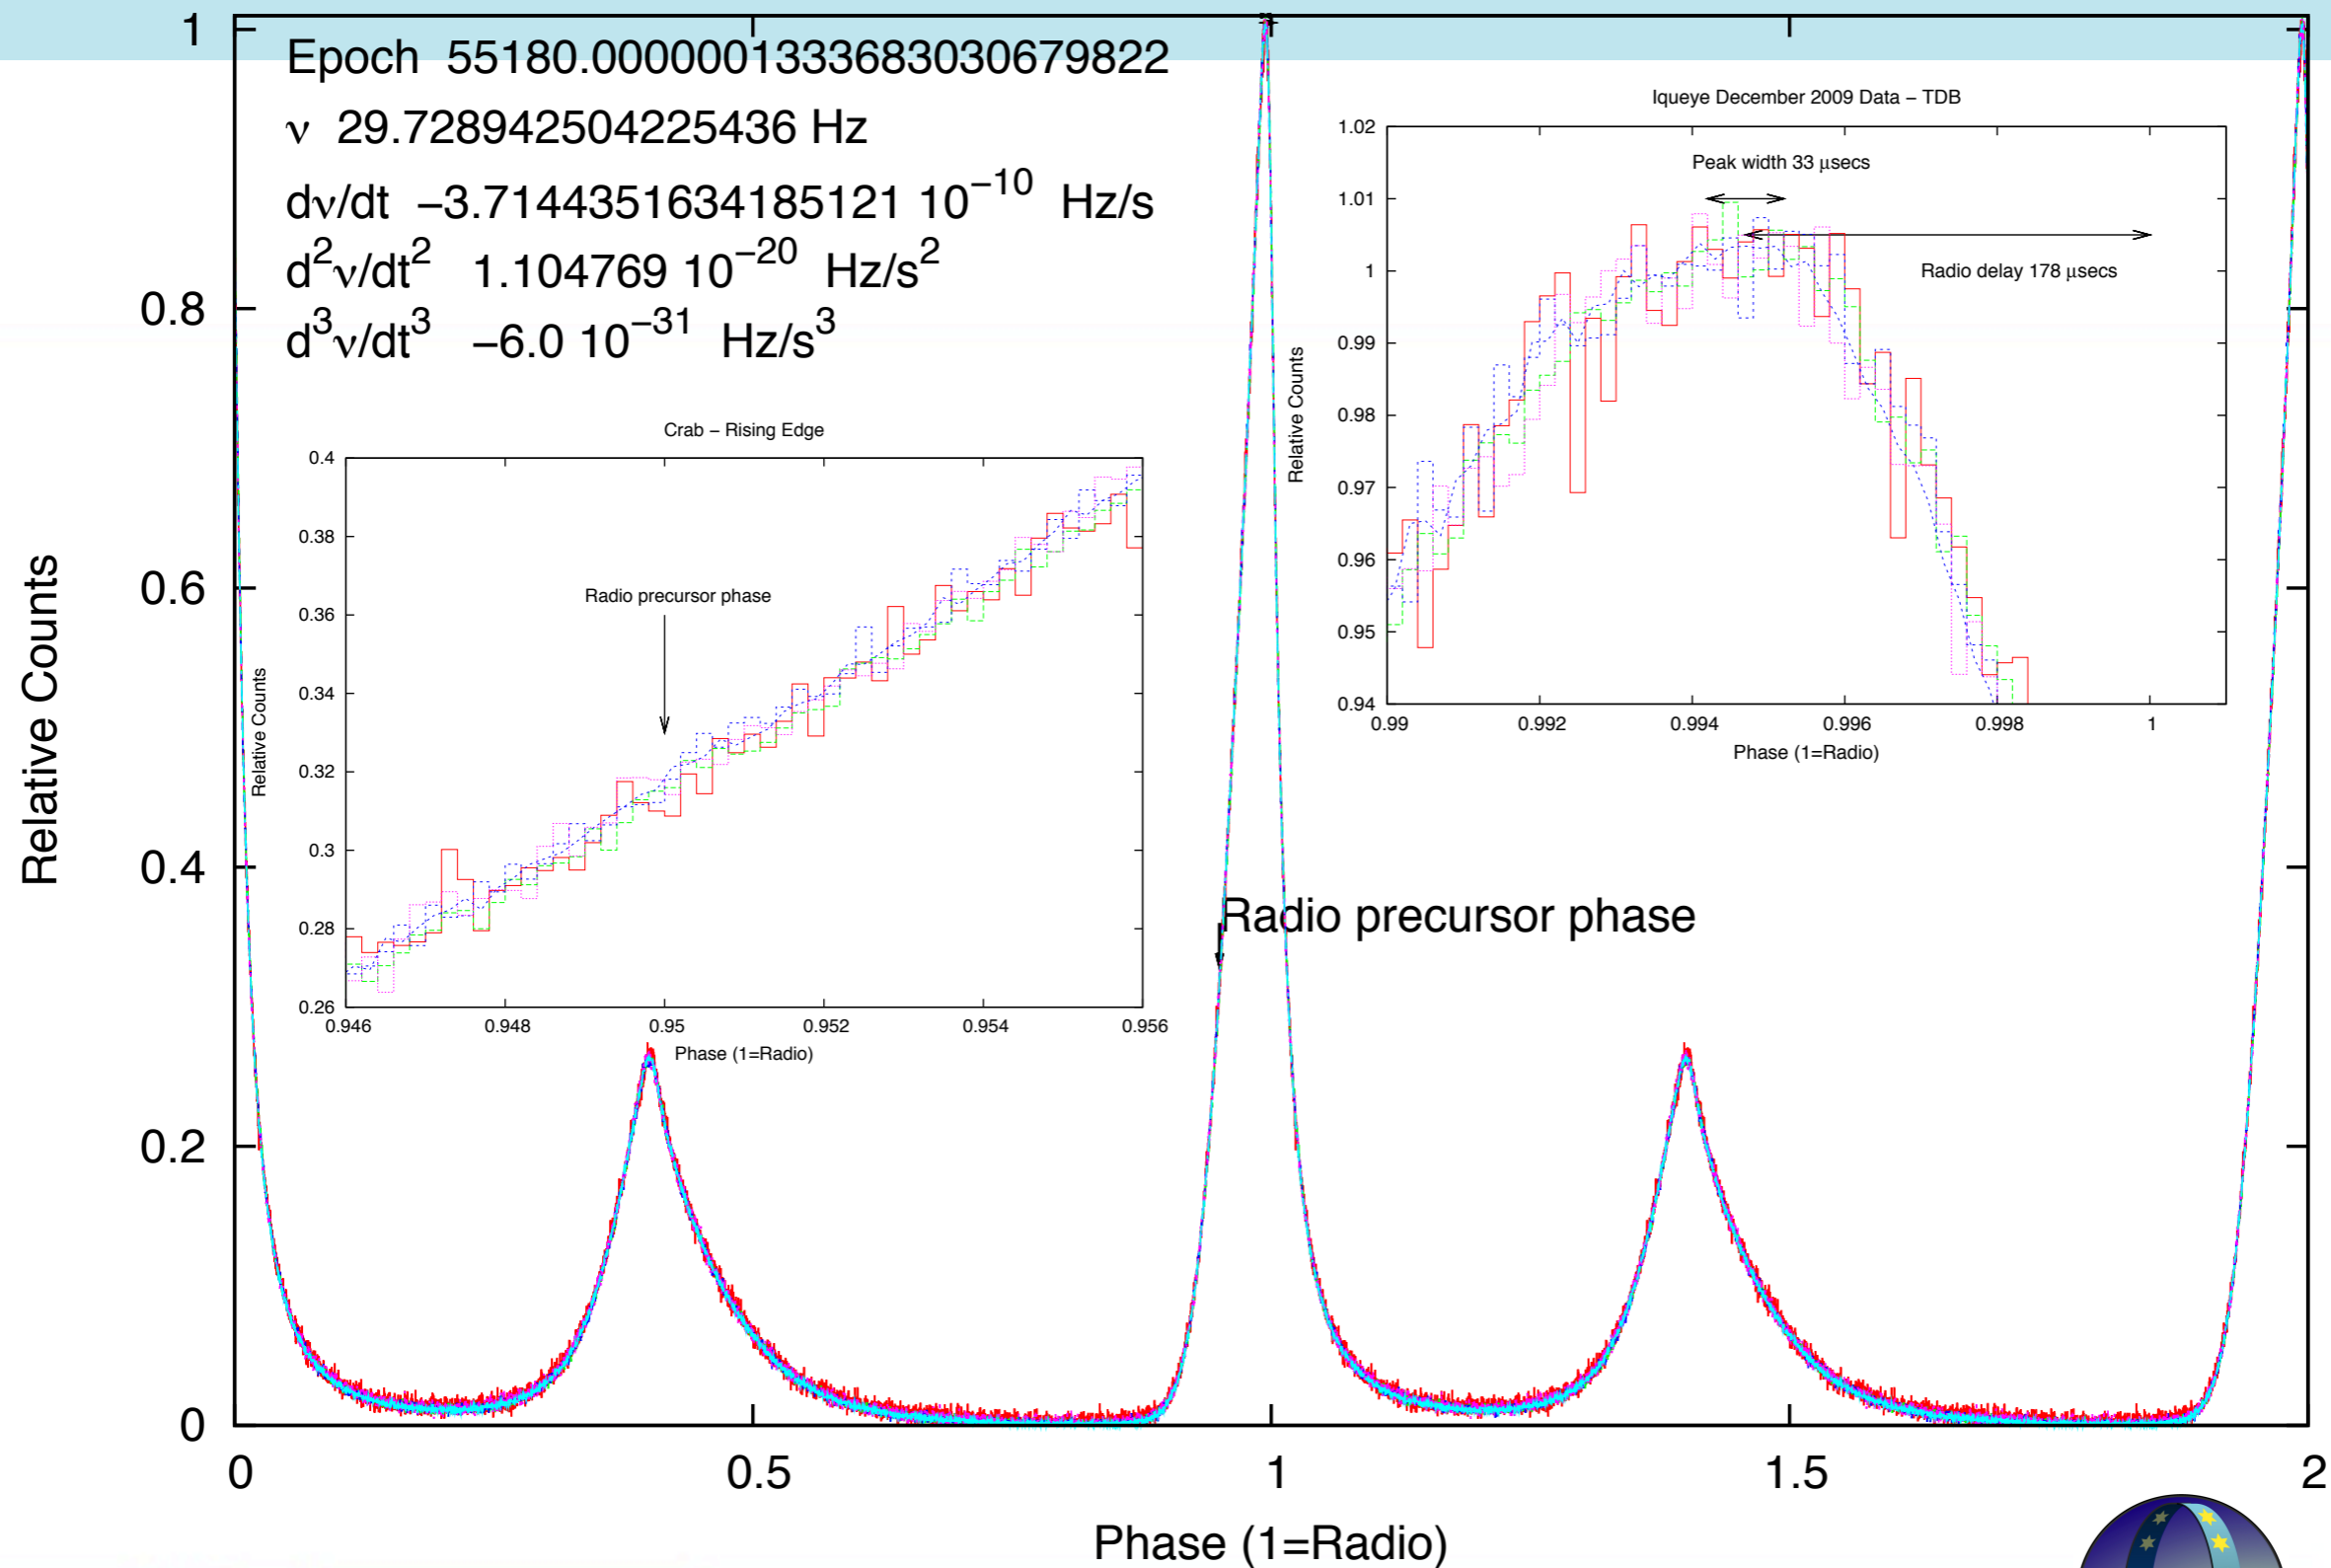 Epoch 55180.0000001333683030679822
ν 29.728942504225436 Hz
dν/dt −3.7144351634185121 10⁻¹⁰ Hz/s
d²ν/dt² 1.104769 10⁻²⁰ Hz/s²
d³ν/dt³ −6.0 10⁻³¹ Hz/s³
Iqueye December 2009 Data − TDB
Peak width 33 μsecs
Radio delay 178 μsecs
1.02
1.01
1
0.99
0.98
0.97
0.96
0.95
0.94
Relative Counts
0.99 0.992 0.994 0.996 0.998 1
Phase (1=Radio)
Crab − Rising Edge
Radio precursor phase
0.4
0.38
0.36
0.34
0.32
0.3
0.28
0.26
Relative Counts
0.946 0.948 0.95 0.952 0.954 0.956
Phase (1=Radio)
Radio precursor phase
1
0.8
0.6
0.4
0.2
0
Relative Counts
0 0.5 1 1.5 2
Phase (1=Radio)